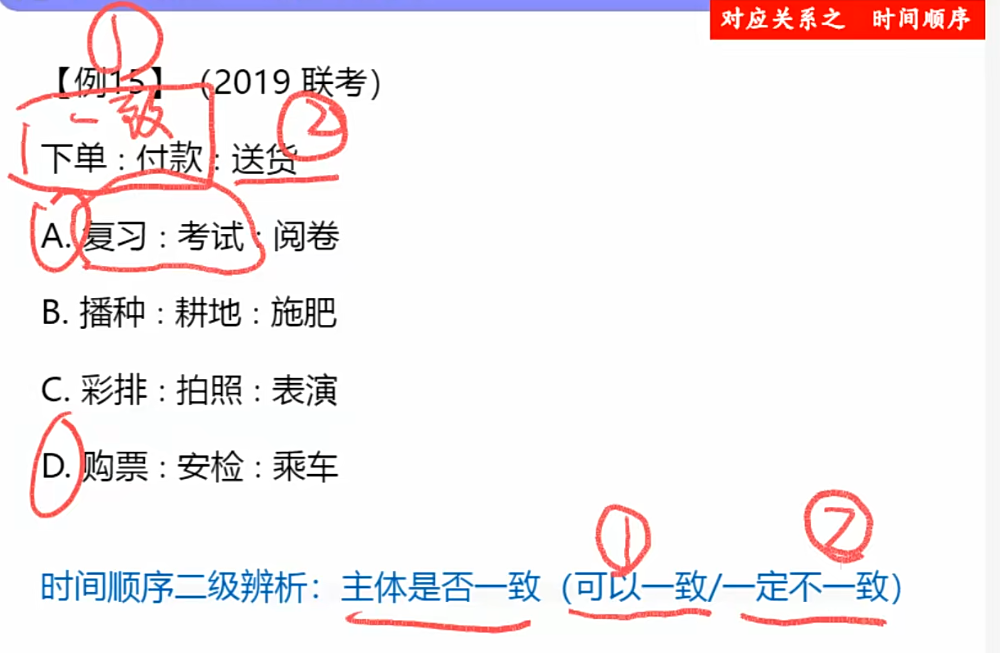 对应关系之 时间顺序
①
【例15】（2019 联考）
一致
②
下单 : 付款 : 送货
A. 复习 : 考试 : 阅卷
B. 播种 : 耕地 : 施肥
C. 彩排 : 拍照 : 表演
D. 购票 : 安检 : 乘车
① ②
时间顺序二级辨析：主体是否一致（可以一致/一定不一致）